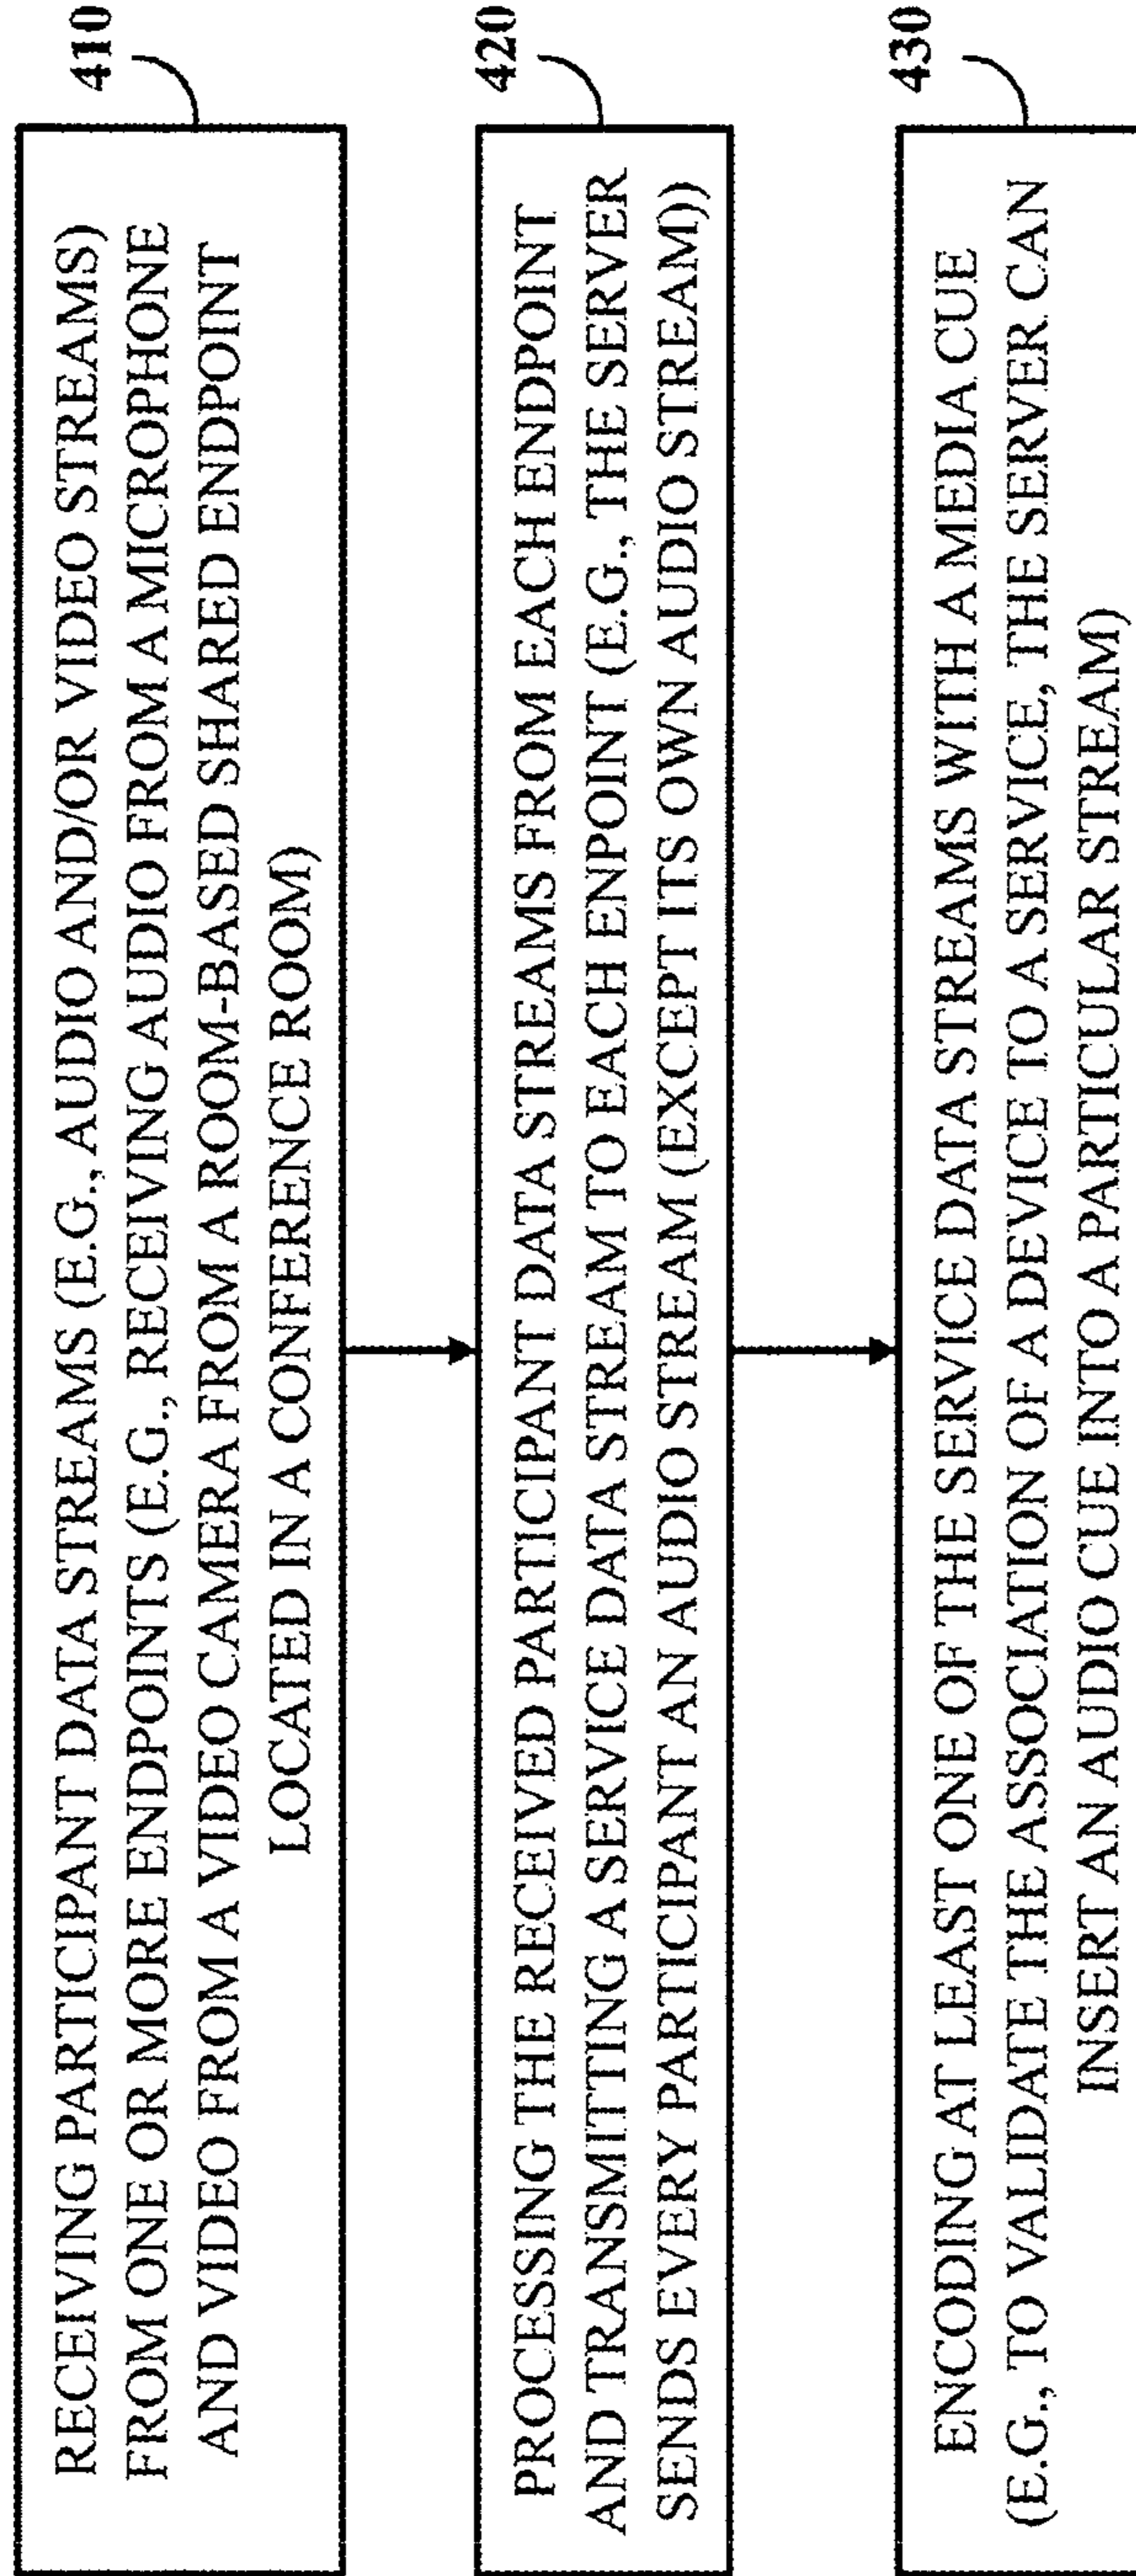 RECEIVING PARTICIPANT DATA STREAMS (E.G., AUDIO AND/OR VIDEO STREAMS)
FROM ONE OR MORE ENDPOINTS (E.G., RECEIVING AUDIO FROM A MICROPHONE
AND VIDEO FROM A VIDEO CAMERA FROM A ROOM-BASED SHARED ENDPOINT
LOCATED IN A CONFERENCE ROOM)
410
PROCESSING THE RECEIVED PARTICIPANT DATA STREAMS FROM EACH ENDPOINT
AND TRANSMITTING A SERVICE DATA STREAM TO EACH ENPOINT (E.G., THE SERVER
SENDS EVERY PARTICIPANT AN AUDIO STREAM (EXCEPT ITS OWN AUDIO STREAM))
420
ENCODING AT LEAST ONE OF THE SERVICE DATA STREAMS WITH A MEDIA CUE
(E.G., TO VALIDATE THE ASSOCIATION OF A DEVICE TO A SERVICE, THE SERVER CAN
INSERT AN AUDIO CUE INTO A PARTICULAR STREAM)
430